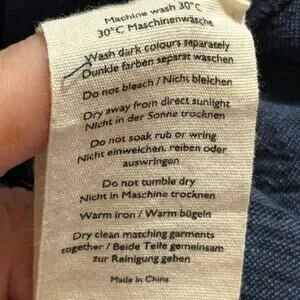 Machine wash 30°C
30°C Maschinenwäsche
Wash dark colours separately
Dunkle farben separat waschen
Do not bleach / Nicht bleichen
Dry away from direct sunlight
Nicht in der Sonne trocknen
Do not soak rub or wring
Nicht einweichen, reiben oder
auswringen
Do not tumble dry
Nicht in Maschine trocknen
Warm iron / Warm bügeln
Dry clean matching garments
together / Beide Teile gemeinsam
zur Reinigung geben
Made in China